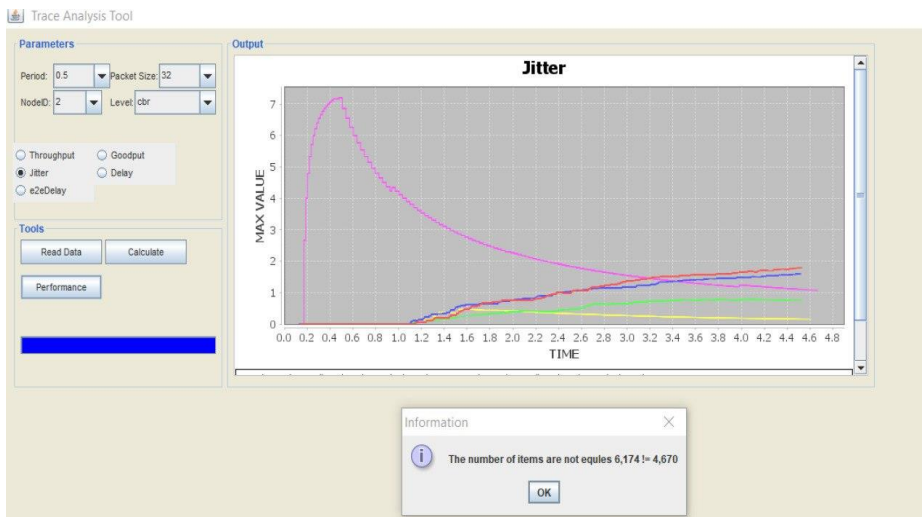 Trace Analysis Tool
Parameters
Period: 0.5 Packet Size: 32
NodeID: 2 Level: cbr
Throughput Goodput
Jitter Delay
e2eDelay
Tools
Read Data Calculate
Performance
Output
Jitter
MAX VALUE
7
6
5
4
3
2
1
0
0.0 0.2 0.4 0.6 0.8 1.0 1.2 1.4 1.6 1.8 2.0 2.2 2.4 2.6 2.8 3.0 3.2 3.4 3.6 3.8 4.0 4.2 4.4 4.6 4.8
TIME
Information
The number of items are not equles 6,174 != 4,670
OK